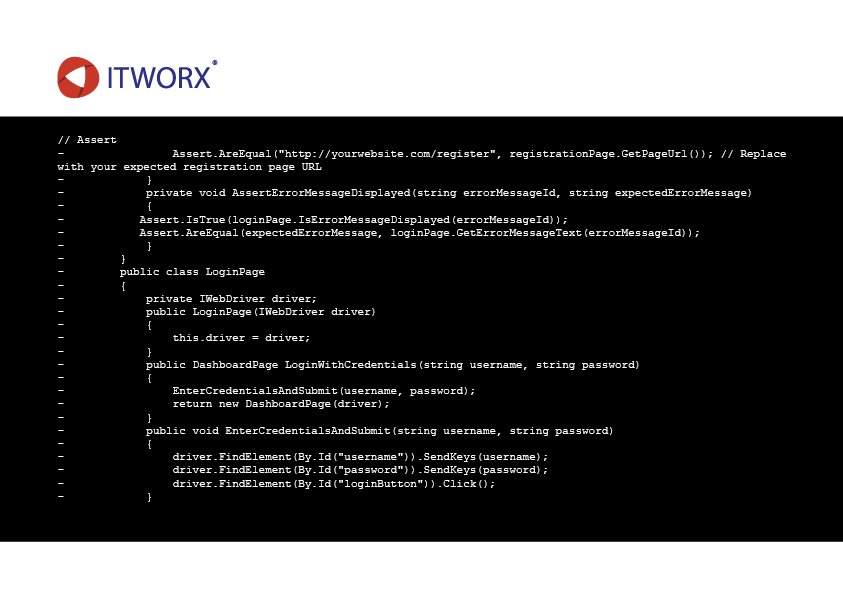 ITWORX®
// Assert
-                Assert.AreEqual("http://yourwebsite.com/register", registrationPage.GetPageUrl()); // Replace
with your expected registration page URL
-            }
-            private void AssertErrorMessageDisplayed(string errorMessageId, string expectedErrorMessage)
-            {
-           Assert.IsTrue(loginPage.IsErrorMessageDisplayed(errorMessageId));
-           Assert.AreEqual(expectedErrorMessage, loginPage.GetErrorMessageText(errorMessageId));
-            }
-        }
-        public class LoginPage
-        {
-            private IWebDriver driver;
-            public LoginPage(IWebDriver driver)
-            {
-                this.driver = driver;
-            }
-            public DashboardPage LoginWithCredentials(string username, string password)
-            {
-                EnterCredentialsAndSubmit(username, password);
-                return new DashboardPage(driver);
-            }
-            public void EnterCredentialsAndSubmit(string username, string password)
-            {
-                driver.FindElement(By.Id("username")).SendKeys(username);
-                driver.FindElement(By.Id("password")).SendKeys(password);
-                driver.FindElement(By.Id("loginButton")).Click();
-            }